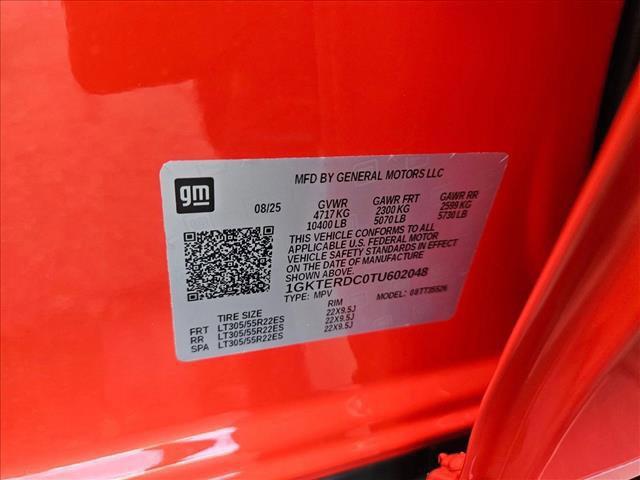 gm
MFD BY GENERAL MOTORS LLC
08/25 GVWR GAWR FRT GAWR RR
4717 KG 2300 KG 2599 KG
10400 LB 5070 LB 5730 LB
THIS VEHICLE CONFORMS TO ALL
APPLICABLE U.S. FEDERAL MOTOR
VEHICLE SAFETY STANDARDS IN EFFECT
ON THE DATE OF MANUFACTURE
SHOWN ABOVE.
1GKTERDC0TU602048
TYPE: MPV MODEL: 08TT35526
TIRE SIZE RIM
FRT LT305/55R22ES 22X9.5J
RR LT305/55R22ES 22X9.5J
SPA LT305/55R22ES 22X9.5J